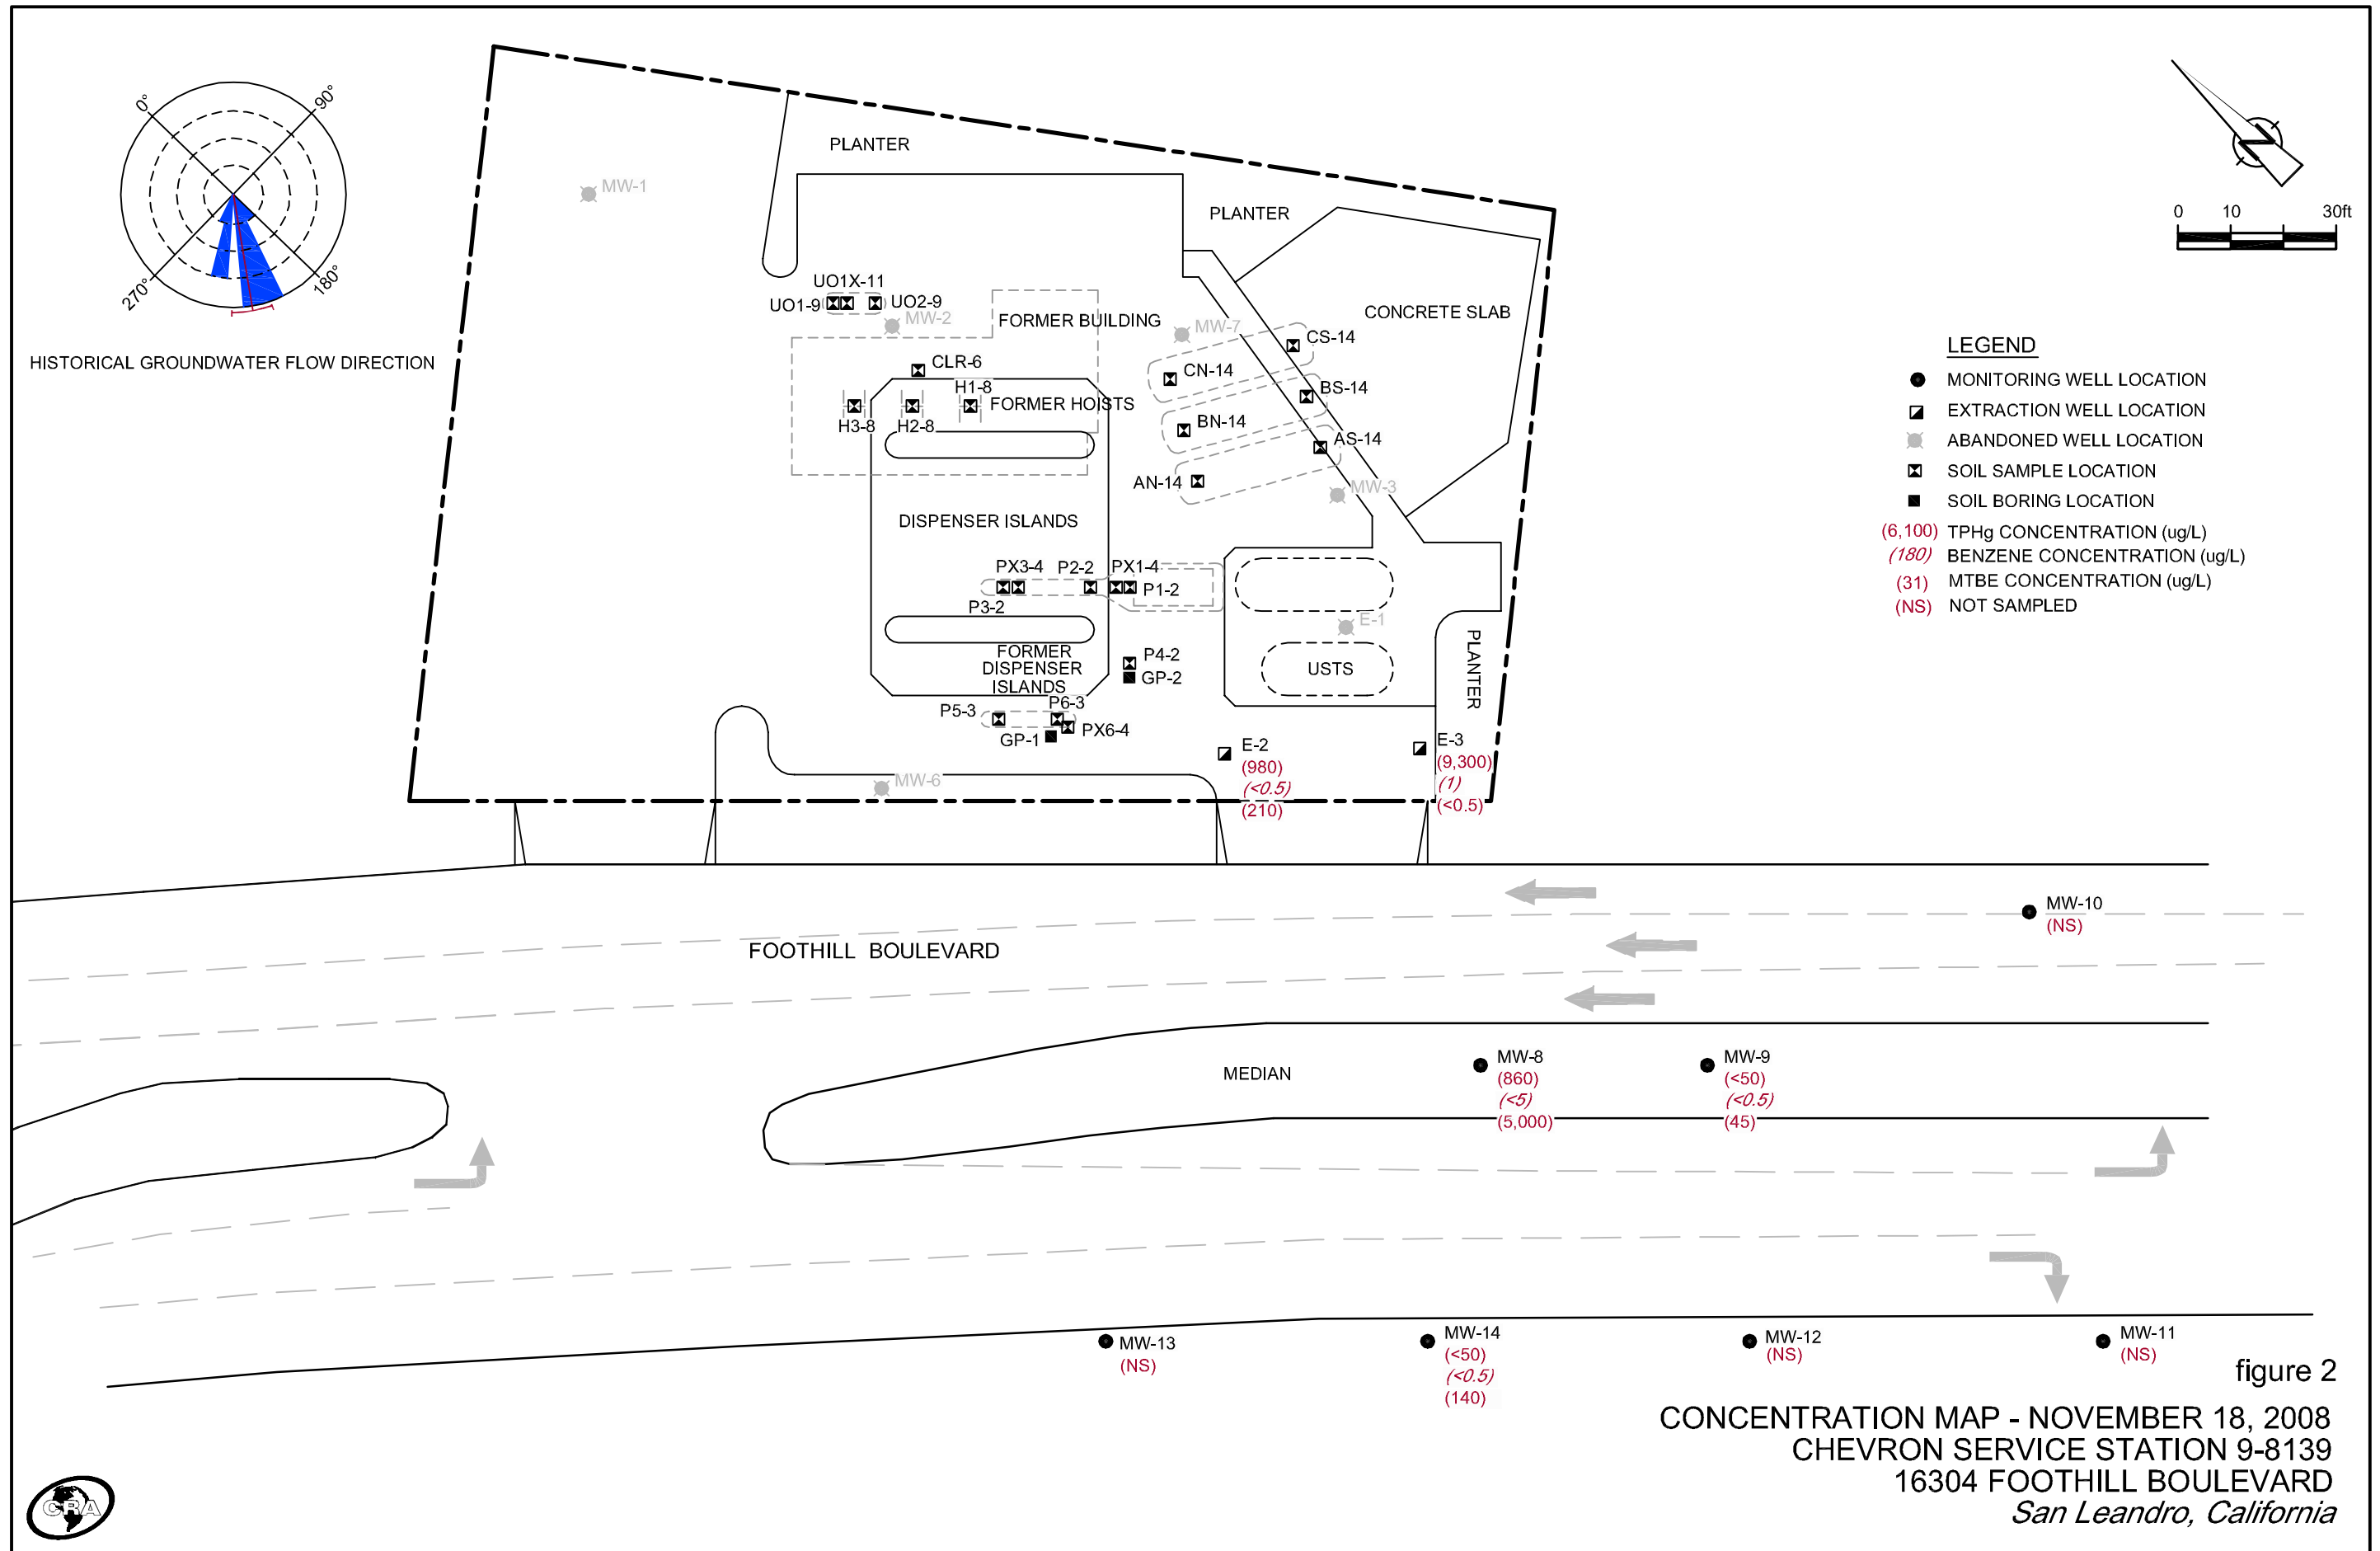 0°
90°
270°
180°
HISTORICAL GROUNDWATER FLOW DIRECTION
PLANTER
MW-1
PLANTER
UO1X-11
UO1-9
UO2-9
MW-2
FORMER BUILDING
MW-7
CONCRETE SLAB
CS-14
CLR-6
CN-14
H1-8
BS-14
FORMER HOISTS
H3-8
H2-8
BN-14
AS-14
AN-14
MW-3
DISPENSER ISLANDS
PX3-4
P2-2
PX1-4
P1-2
P3-2
E-1
FORMER
DISPENSER
ISLANDS
P4-2
GP-2
USTS
PLANTER
P5-3
P6-3
PX6-4
GP-1
MW-6
E-2
(980)
(<0.5)
(210)
E-3
(9,300)
(1)
(<0.5)
Z
0 10 30ft
LEGEND
MONITORING WELL LOCATION
EXTRACTION WELL LOCATION
ABANDONED WELL LOCATION
SOIL SAMPLE LOCATION
SOIL BORING LOCATION
(6,100) TPHg CONCENTRATION (ug/L)
(180) BENZENE CONCENTRATION (ug/L)
(31) MTBE CONCENTRATION (ug/L)
(NS) NOT SAMPLED
MW-10
(NS)
FOOTHILL BOULEVARD
MEDIAN
MW-8
(860)
(<5)
(5,000)
MW-9
(<50)
(<0.5)
(45)
MW-13
(NS)
MW-14
(<50)
(<0.5)
(140)
MW-12
(NS)
MW-11
(NS)
figure 2
CONCENTRATION MAP - NOVEMBER 18, 2008
CHEVRON SERVICE STATION 9-8139
16304 FOOTHILL BOULEVARD
San Leandro, California
CRA